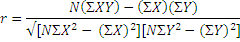 r = N(ΣXY) − (ΣX)(ΣY)
√[NΣX² − (ΣX)²][NΣY² − (ΣY)²]